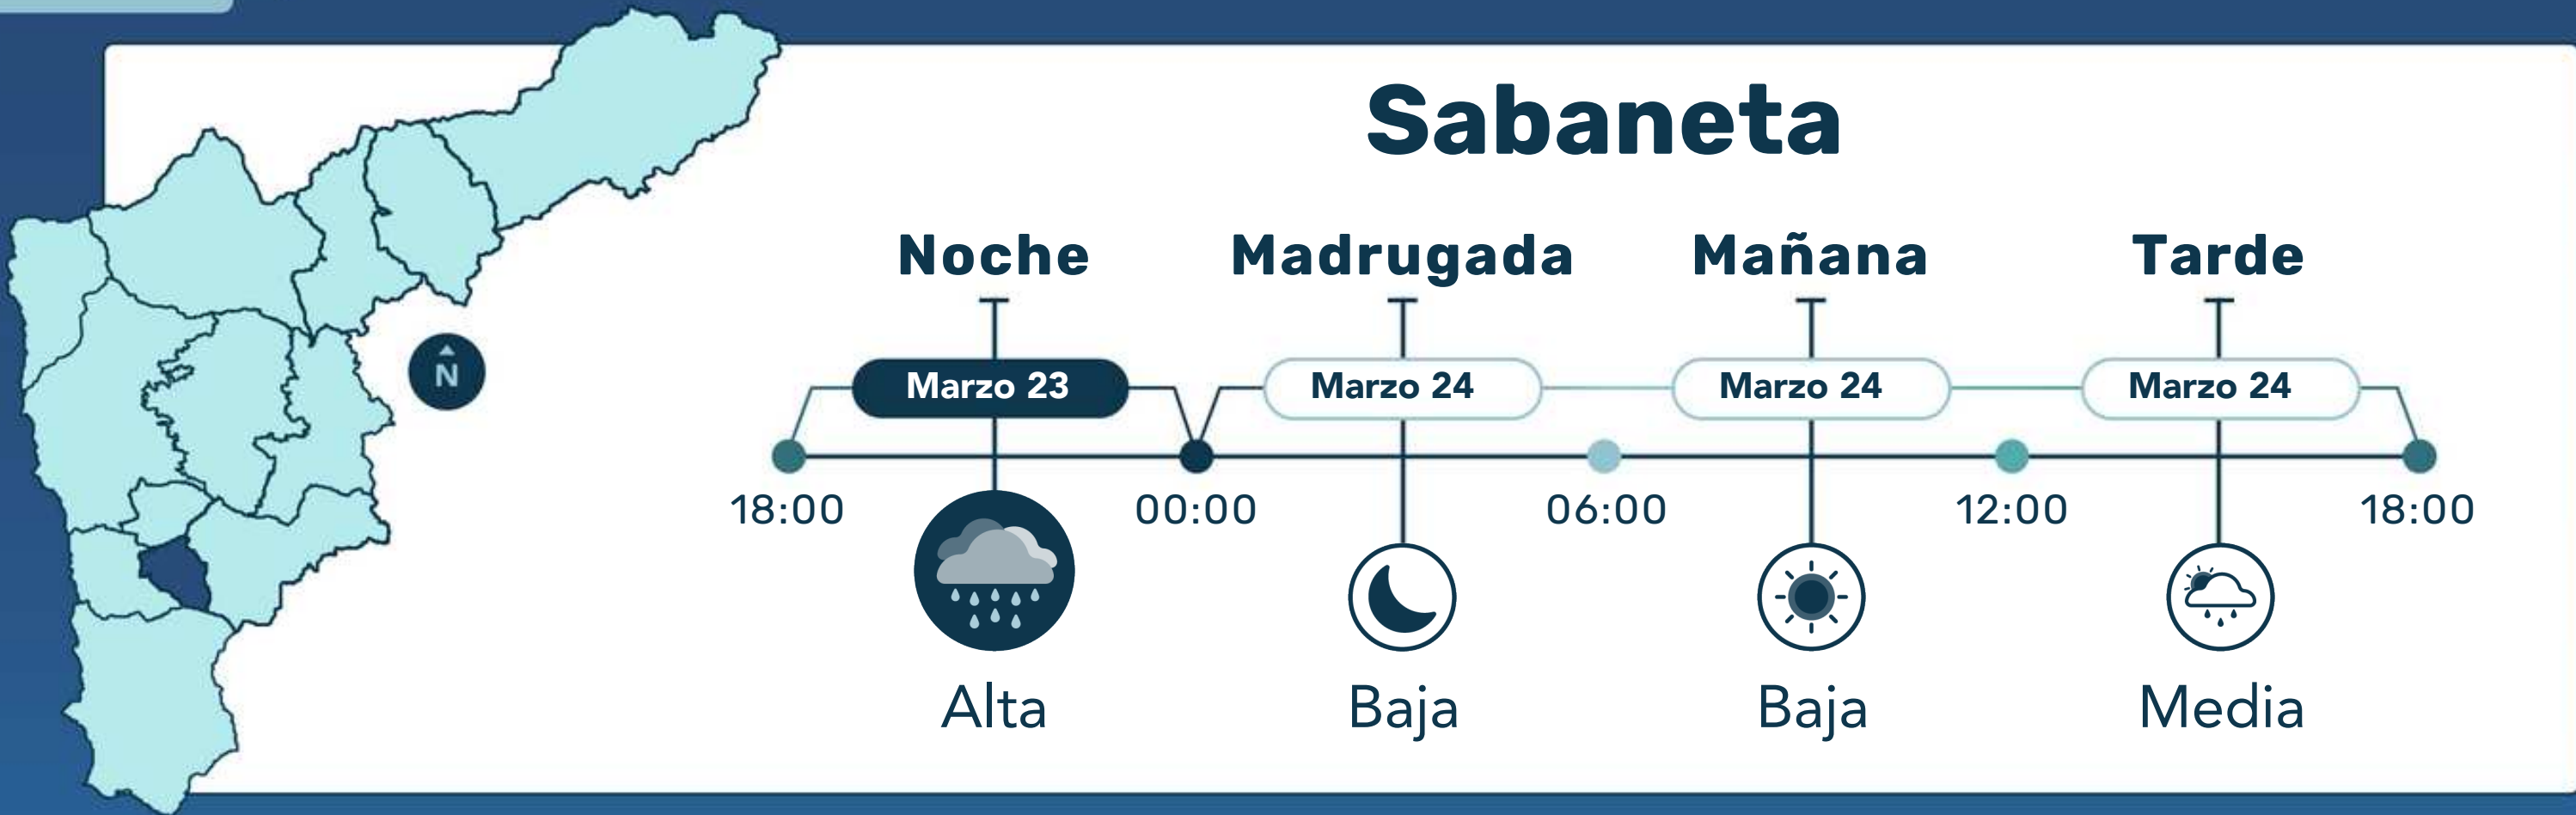 Sabaneta
Noche Madrugada Mañana Tarde
N
Marzo 23 Marzo 24 Marzo 24 Marzo 24
18:00 00:00 06:00 12:00 18:00
Alta Baja Baja Media